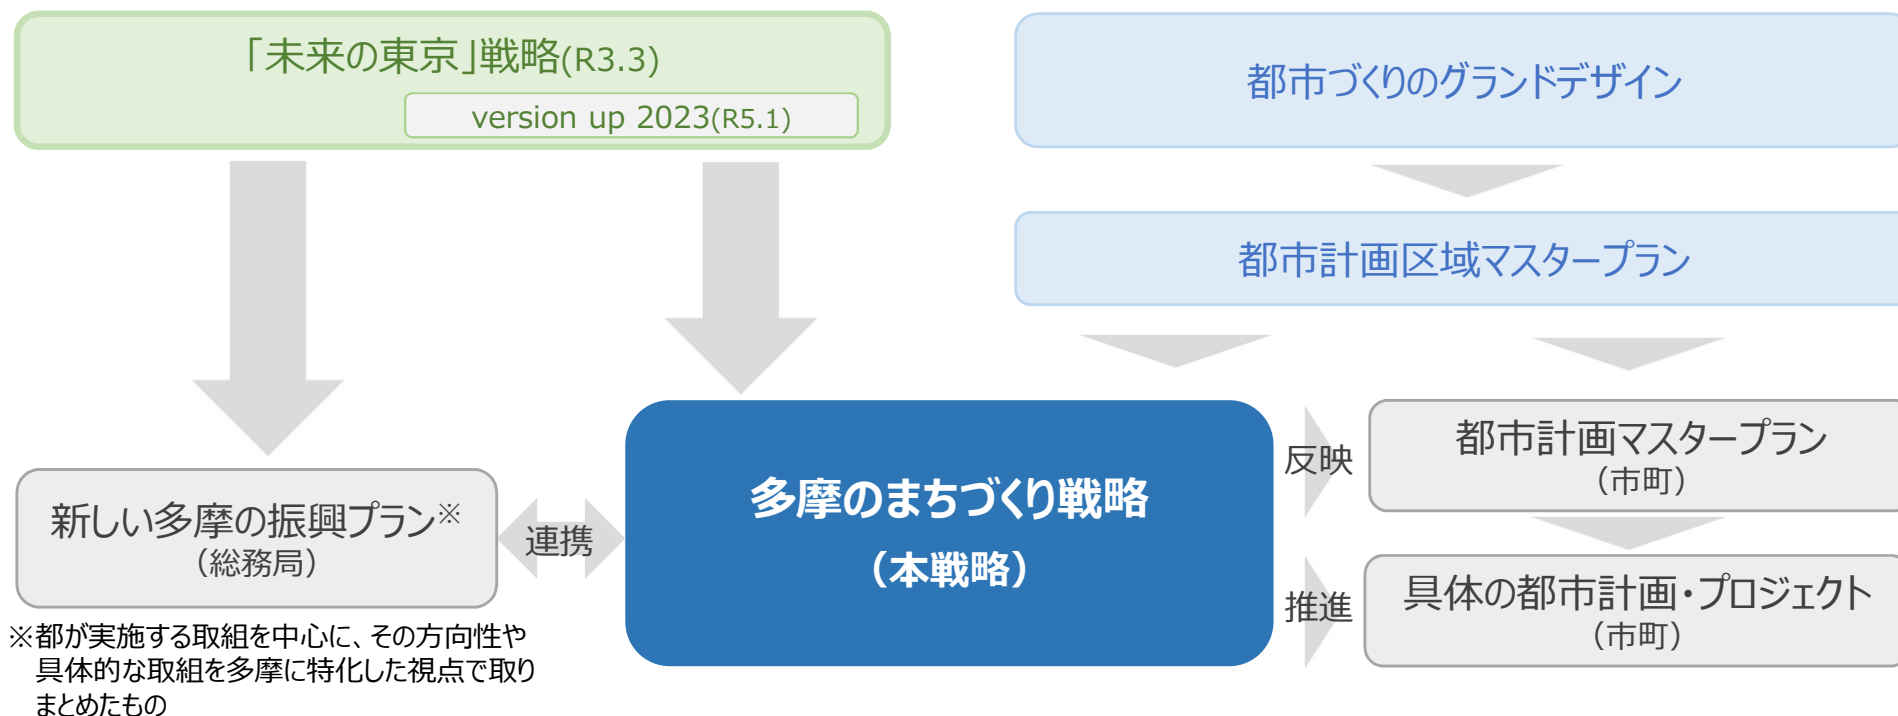 「未来の東京」戦略(R3.3)
version up 2023(R5.1)
都市づくりのグランドデザイン
都市計画区域マスタープラン
新しい多摩の振興プラン※
（総務局）
連携
多摩のまちづくり戦略
（本戦略）
反映
都市計画マスタープラン
（市町）
推進
具体の都市計画・プロジェクト
（市町）
※都が実施する取組を中心に、その方向性や
具体的な取組を多摩に特化した視点で取り
まとめたもの